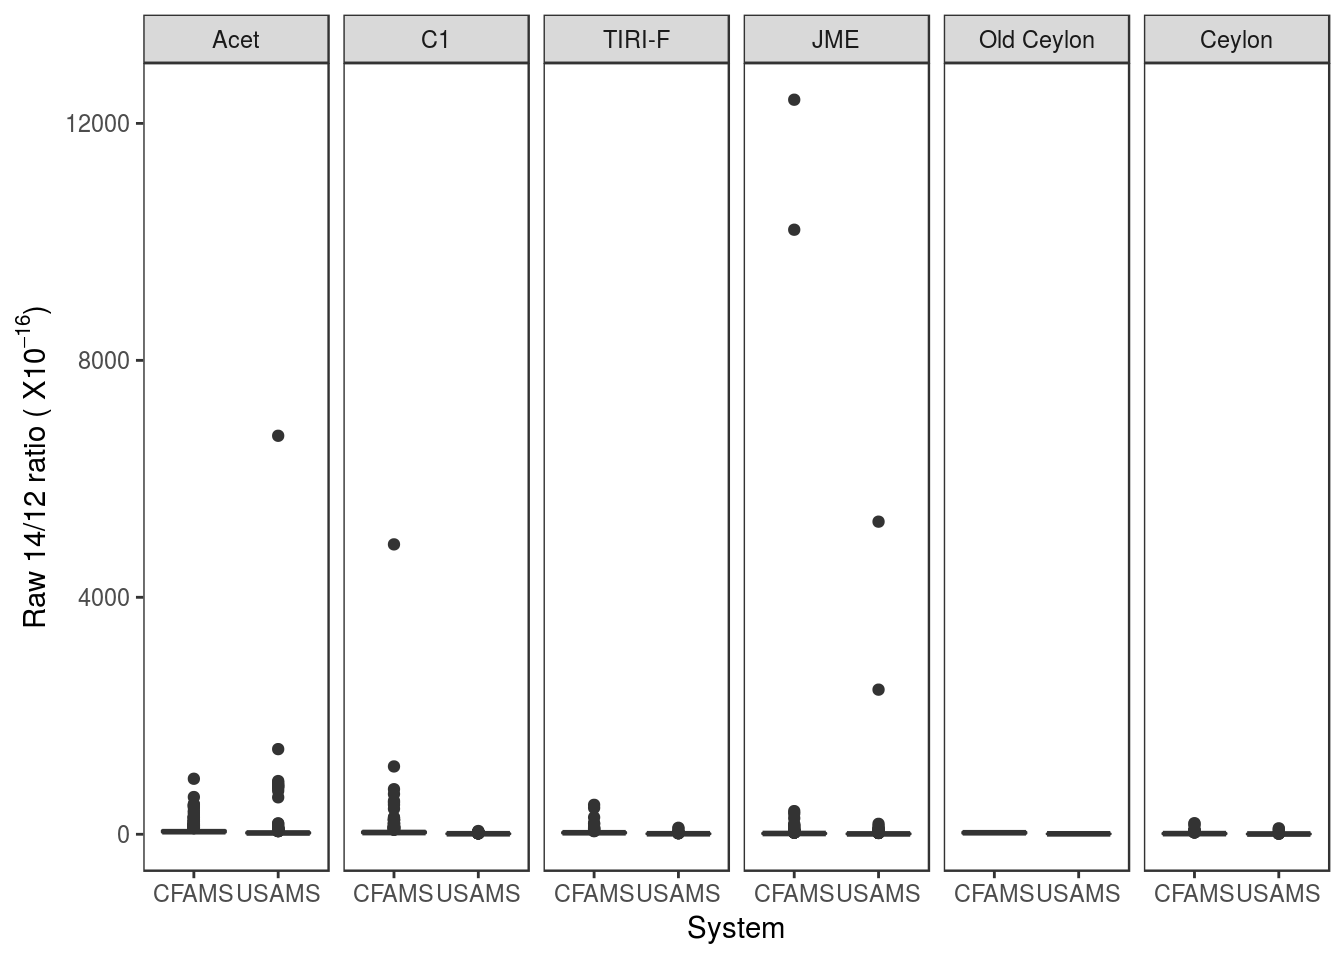 Acet C1 TIRI-F JME Old Ceylon Ceylon
12000
8000
4000
0
Raw 14/12 ratio ( X10⁻¹⁶)
CFAMS USAMS CFAMS USAMS CFAMS USAMS CFAMS USAMS CFAMS USAMS CFAMS USAMS
System